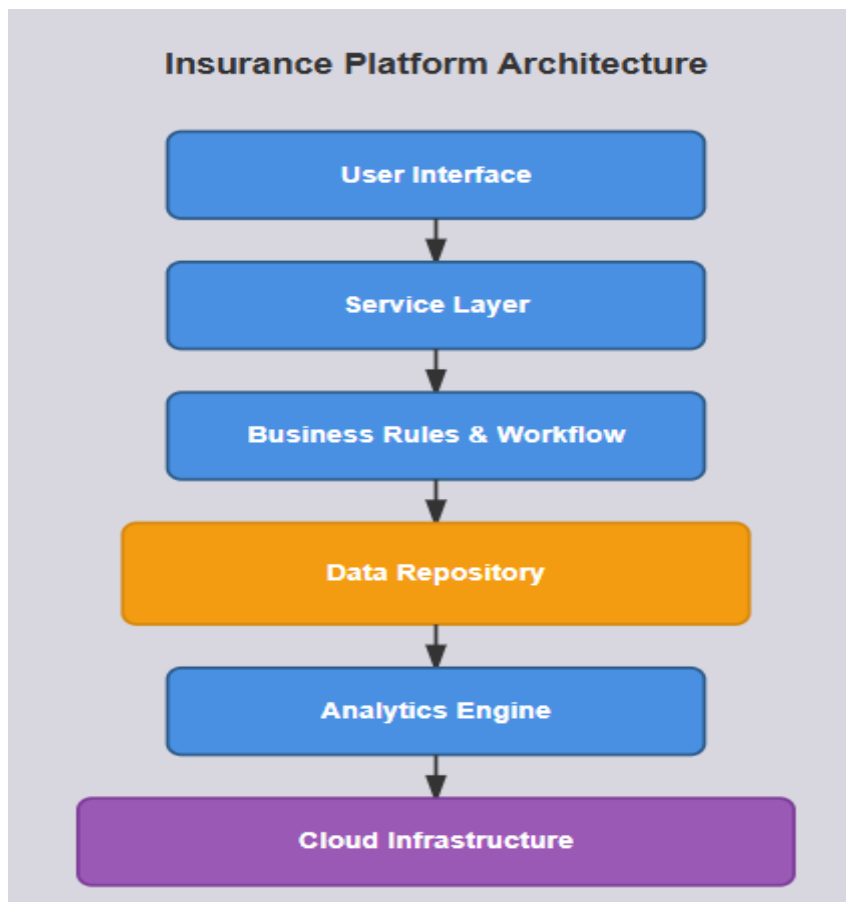 Insurance Platform Architecture
User Interface
Service Layer
Business Rules & Workflow
Data Repository
Analytics Engine
Cloud Infrastructure